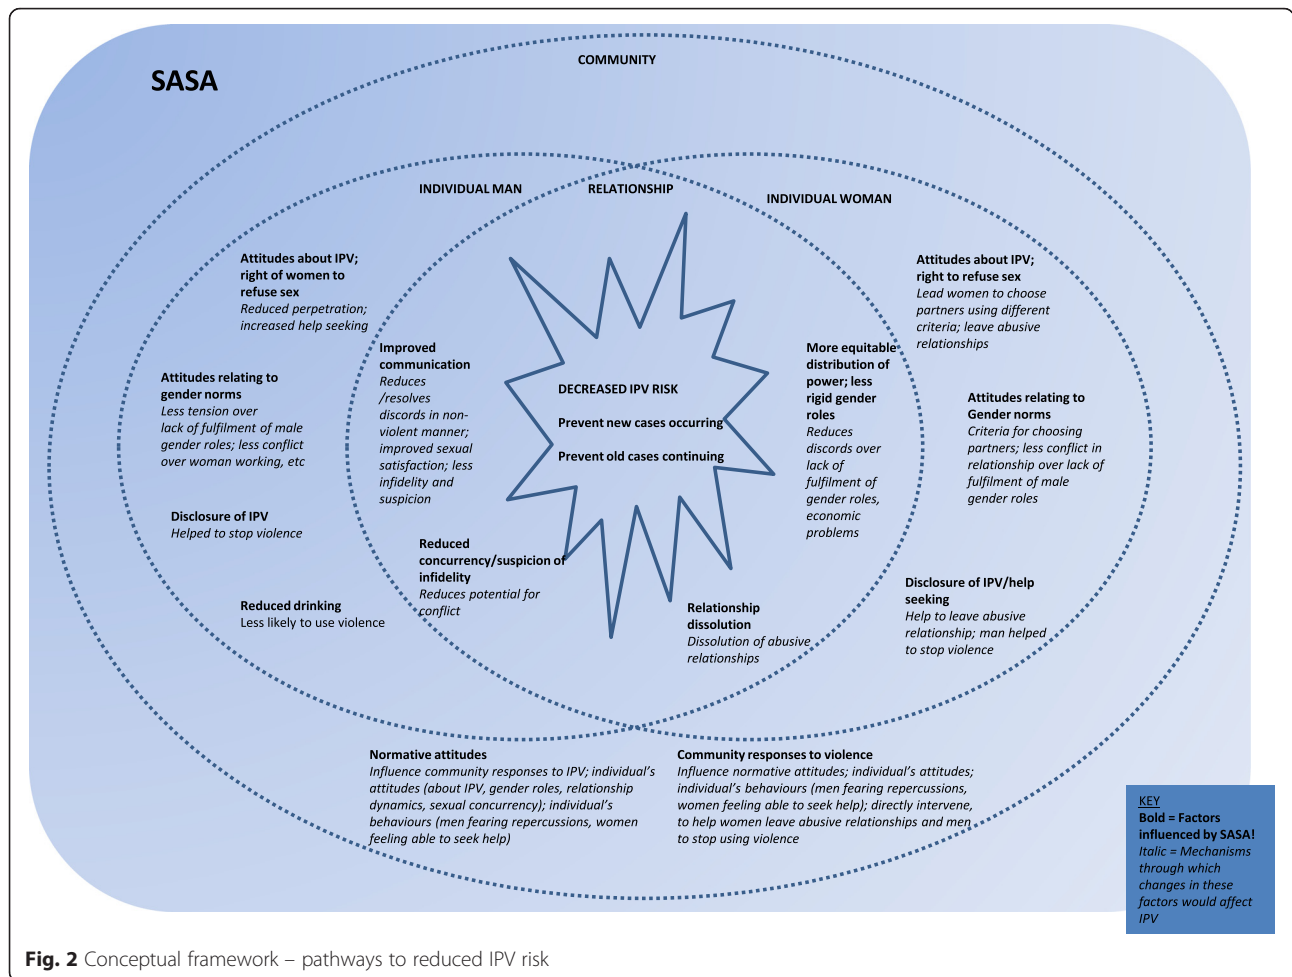 SASA
COMMUNITY
INDIVIDUAL MAN
RELATIONSHIP
INDIVIDUAL WOMAN
Attitudes about IPV;
right of women to
refuse sex
Reduced perpetration;
increased help seeking
Attitudes relating to
gender norms
Less tension over
lack of fulfilment of male
gender roles; less conflict
over woman working, etc
Disclosure of IPV
Helped to stop violence
Reduced drinking
Less likely to use violence
Improved
communication
Reduces
/resolves
discords in non-
violent manner;
improved sexual
satisfaction; less
infidelity and
suspicion
Reduced
concurrency/suspicion of
infidelity
Reduces potential for
conflict
DECREASED IPV RISK
Prevent new cases occurring
Prevent old cases continuing
Relationship
dissolution
Dissolution of abusive
relationships
More equitable
distribution of
power; less
rigid gender
roles
Reduces
discords over
lack of
fulfilment of
gender roles,
economic
problems
Attitudes about IPV;
right to refuse sex
Lead women to choose
partners using different
criteria; leave abusive
relationships
Attitudes relating to
Gender norms
Criteria for choosing
partners; less conflict in
relationship over lack of
fulfilment of male
gender roles
Disclosure of IPV/help
seeking
Help to leave abusive
relationship; man helped
to stop violence
Normative attitudes
Influence community responses to IPV; individual's
attitudes (about IPV, gender roles, relationship
dynamics, sexual concurrency); individual's
behaviours (men fearing repercussions, women
feeling able to seek help)
Community responses to violence
Influence normative attitudes; individual's attitudes;
individual's behaviours (men fearing repercussions,
women feeling able to seek help); directly intervene,
to help women leave abusive relationships and men
to stop using violence
KEY
Bold = Factors
influenced by SASA!
Italic = Mechanisms
through which
changes in these
factors would affect
IPV
Fig. 2 Conceptual framework – pathways to reduced IPV risk